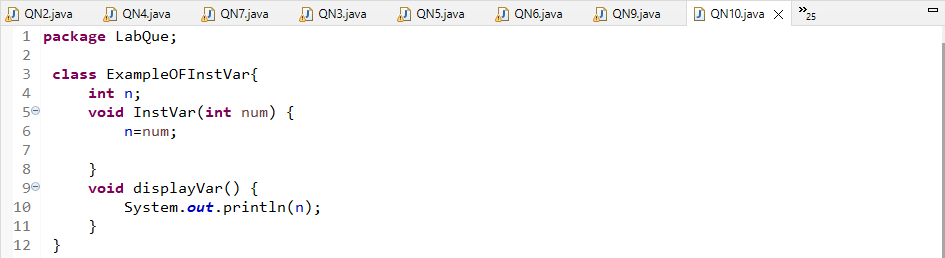 QN2.java QN4.java QN7.java QN3.java QN5.java QN6.java QN9.java QN10.java 25
1 package LabQue;
2
3 class ExampleOFInstVar{
4 int n;
5 void InstVar(int num) {
6 n=num;
7
8 }
9 void displayVar() {
10 System.out.println(n);
11 }
12 }